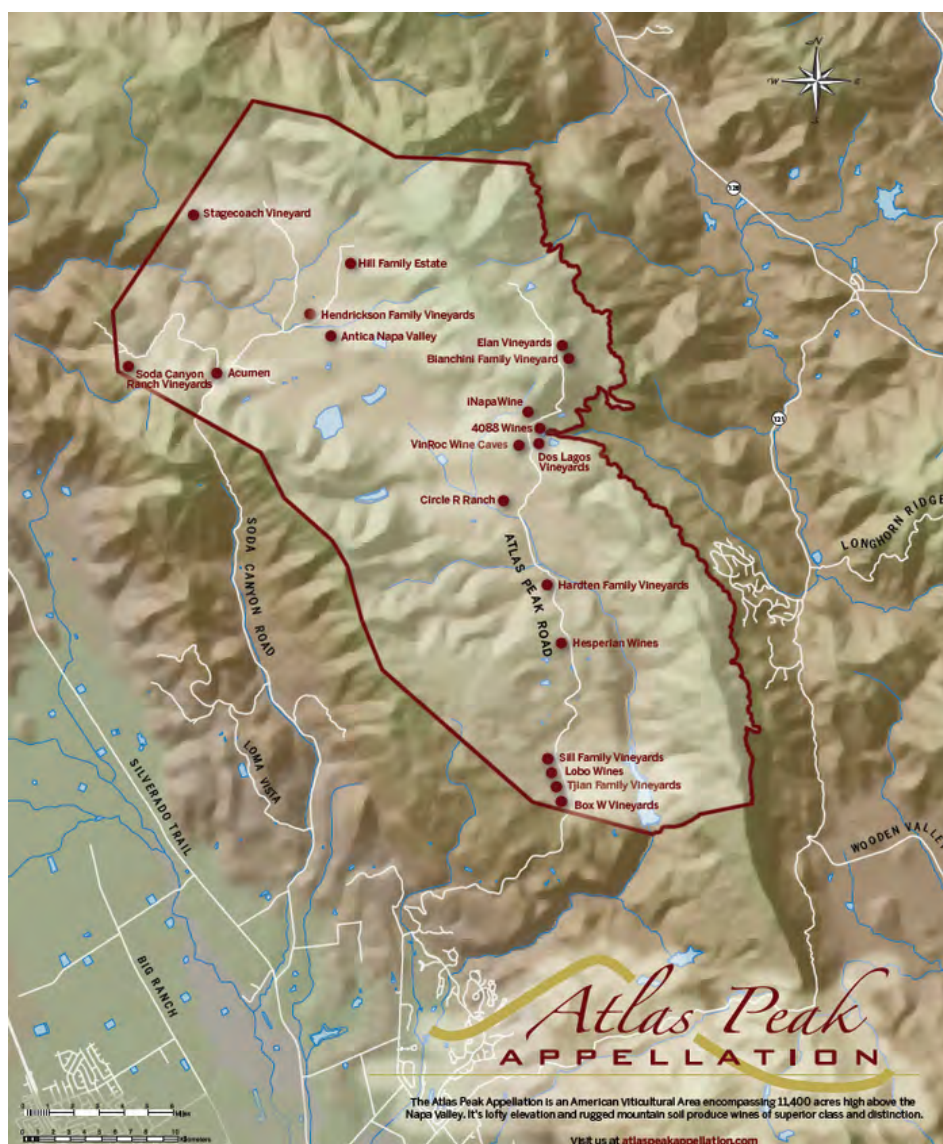 N
W
E
128
Stagecoach Vineyard
Hill Family Estate
Hendrickson Family Vineyards
Antica Napa Valley
Elan Vineyards
Bianchini Family Vineyard
Soda Canyon
Ranch Vineyards
Acumen
iNapaWine
4088 Wines
VinRoc Wine Caves
Dos Lagos
Vineyards
121
Circle R Ranch
LONGHORN RIDGE
SODA CANYON ROAD
ATLAS PEAK ROAD
Hardten Family Vineyards
Hesperian Wines
LOMA VISTA
SILVERADO TRAIL
Sill Family Vineyards
Lobo Wines
Tjian Family Vineyards
Box W Vineyards
WOODEN VALLEY
BIG RANCH
Atlas Peak
APPELLATION
The Atlas Peak Appellation is an American Viticultural Area encompassing 11,400 acres high above the
Napa Valley. It's lofty elevation and rugged mountain soil produce wines of superior class and distinction.
Miles
Kilometers
Visit us at atlaspeakappellation.com